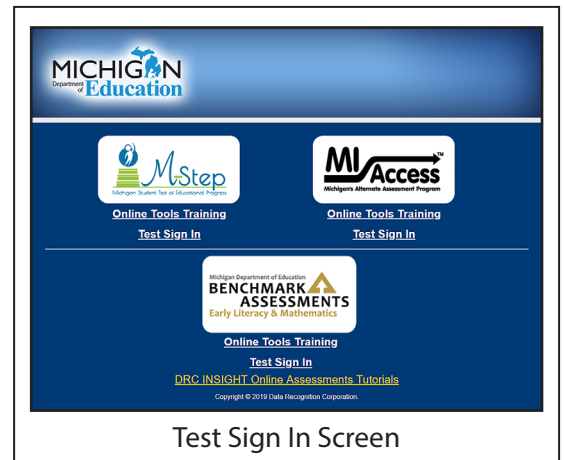 MICHIGAN
Department of Education
M-Step
Michigan Student Test of Educational Progress
Online Tools Training
Test Sign In
MI Access™
Michigan's Alternate Assessment Program
Online Tools Training
Test Sign In
Michigan Department of Education
BENCHMARK
ASSESSMENTS
Early Literacy & Mathematics
Online Tools Training
Test Sign In
DRC INSIGHT Online Assessments Tutorials
Copyright © 2019 Data Recognition Corporation.
Test Sign In Screen